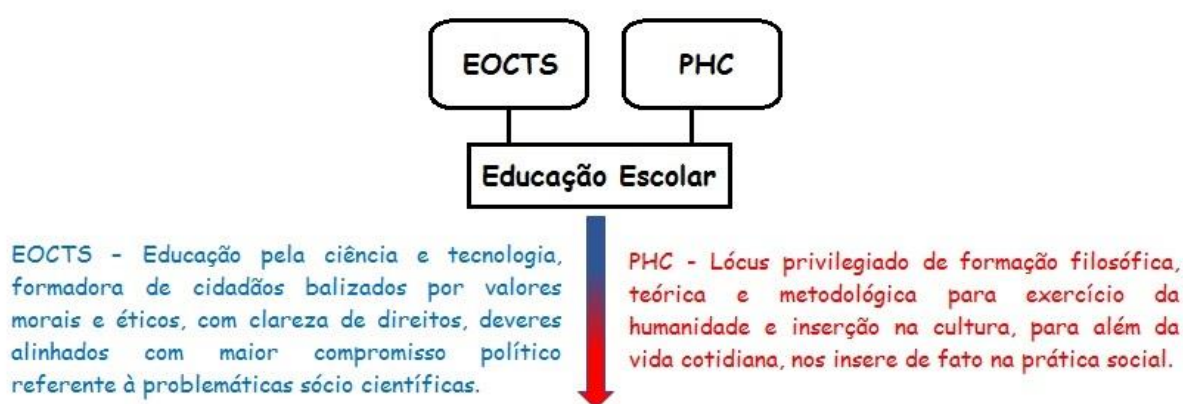 EOCTS
PHC
Educação Escolar
EOCTS - Educação pela ciência e tecnologia,
formadora de cidadãos balizados por valores
morais e éticos, com clareza de direitos, deveres
alinhados com maior compromisso político
referente à problemáticas sócio científicas.
PHC - Lócus privilegiado de formação filosófica,
teórica e metodológica para exercício da
humanidade e inserção na cultura, para além da
vida cotidiana, nos insere de fato na prática social.